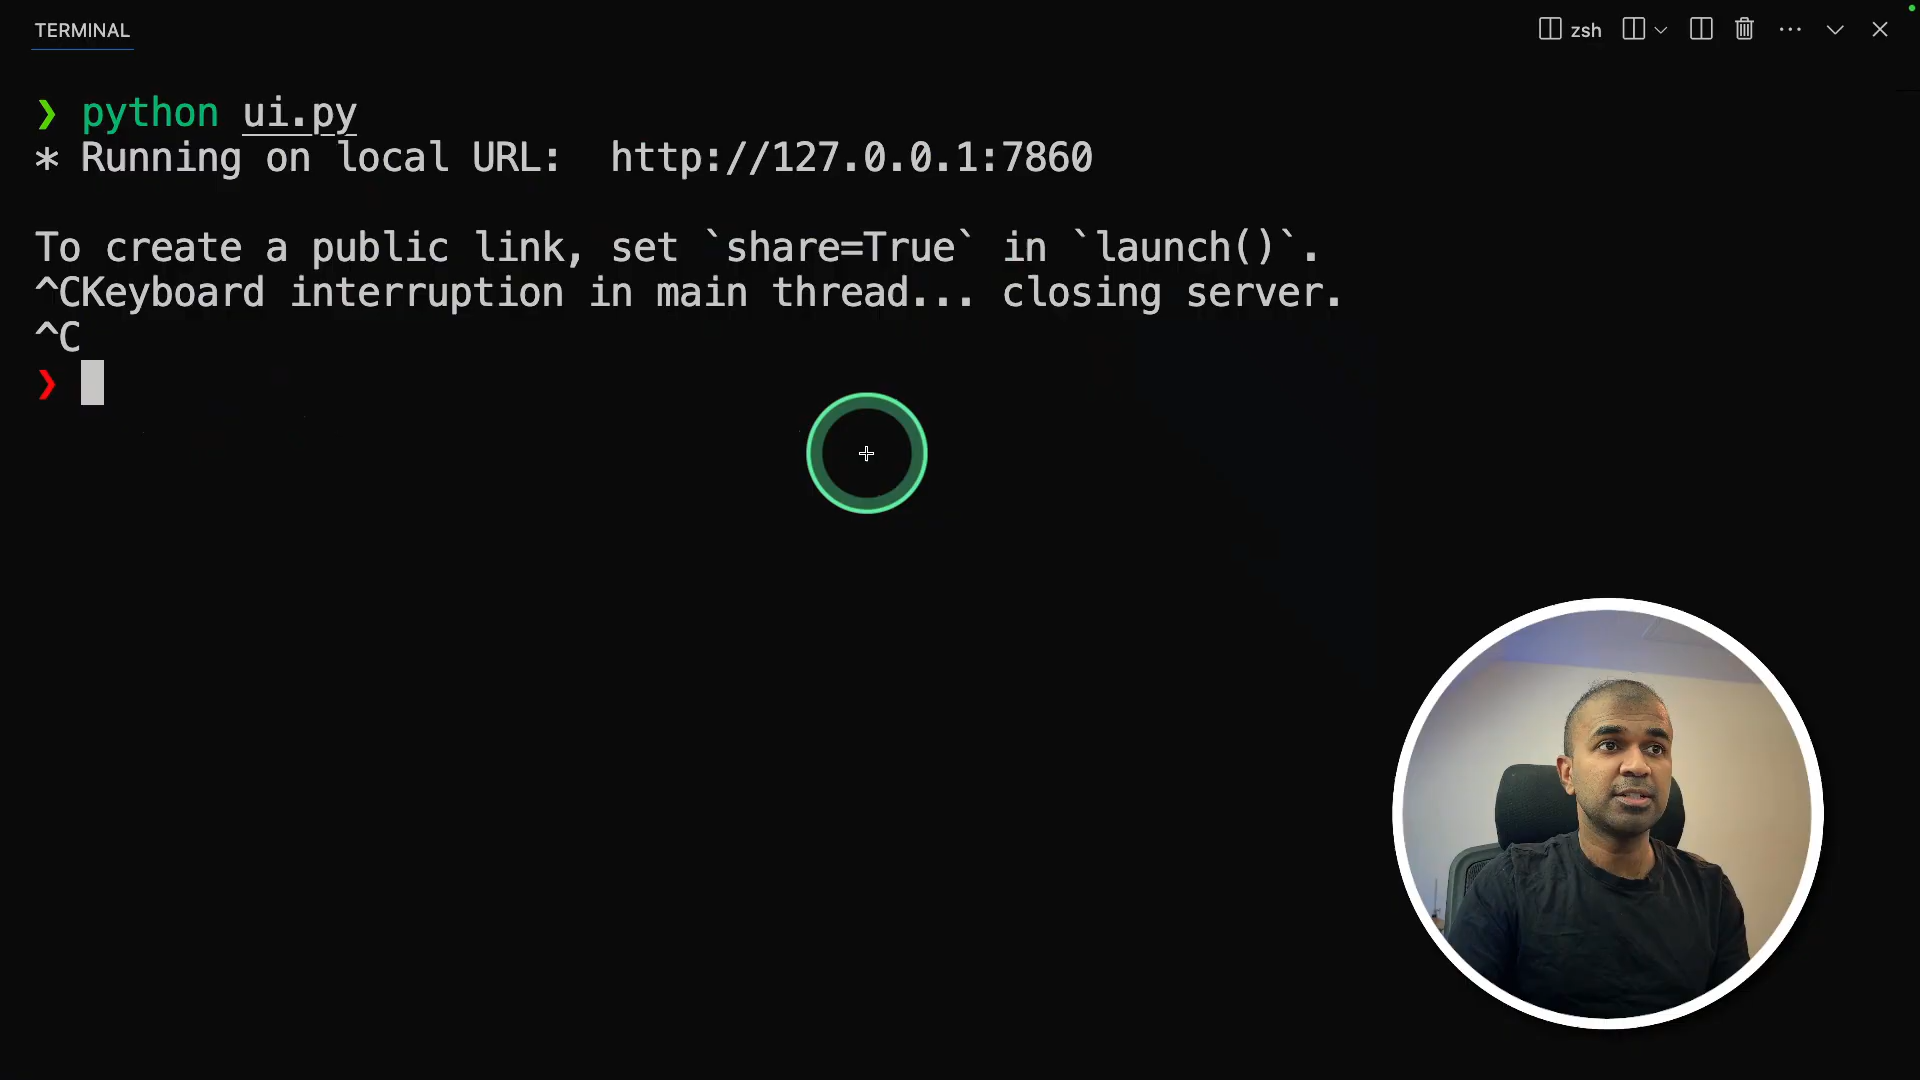 TERMINAL
zsh
❯ python ui.py
* Running on local URL:  http://127.0.0.1:7860
To create a public link, set `share=True` in `launch()`.
^CKeyboard interruption in main thread... closing server.
^C
❯